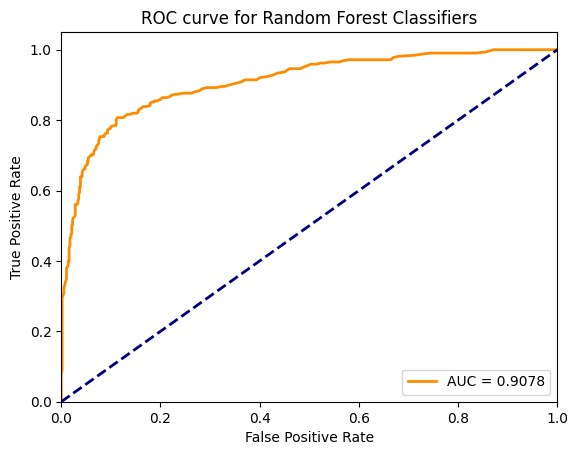 ROC curve for Random Forest Classifiers
True Positive Rate
1.0
0.8
0.6
0.4
0.2
0.0
AUC = 0.9078
0.0 0.2 0.4 0.6 0.8 1.0
False Positive Rate